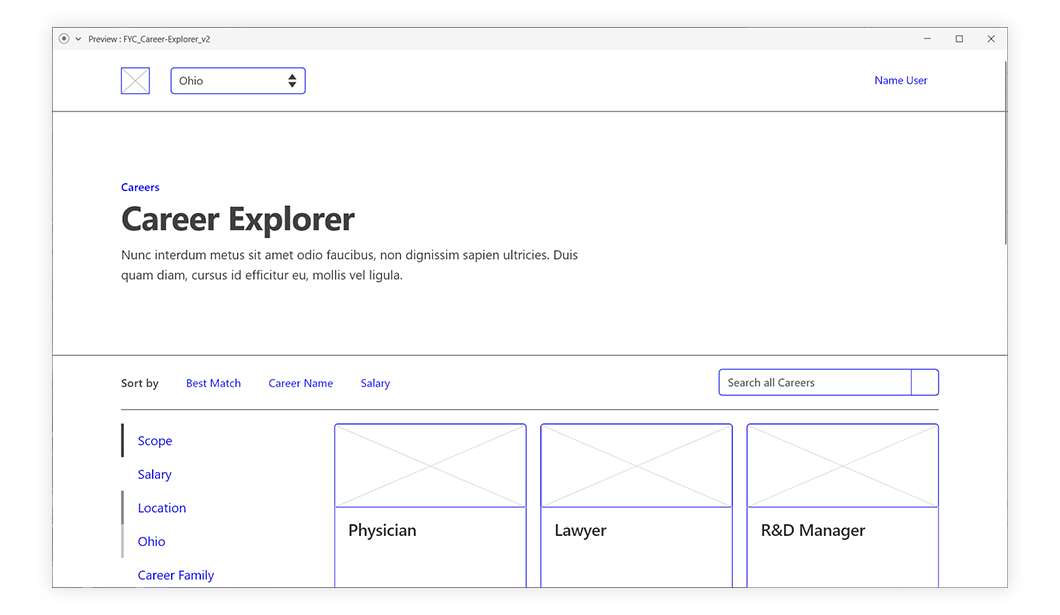 Preview : FYC_Career-Explorer_v2
Ohio
Name User
Careers
Career Explorer
Nunc interdum metus sit amet odio faucibus, non dignissim sapien ultricies. Duis
quam diam, cursus id efficitur eu, mollis vel ligula.
Sort by Best Match Career Name Salary
Search all Careers
Scope
Salary
Location
Ohio
Career Family
Physician
Lawyer
R&D Manager